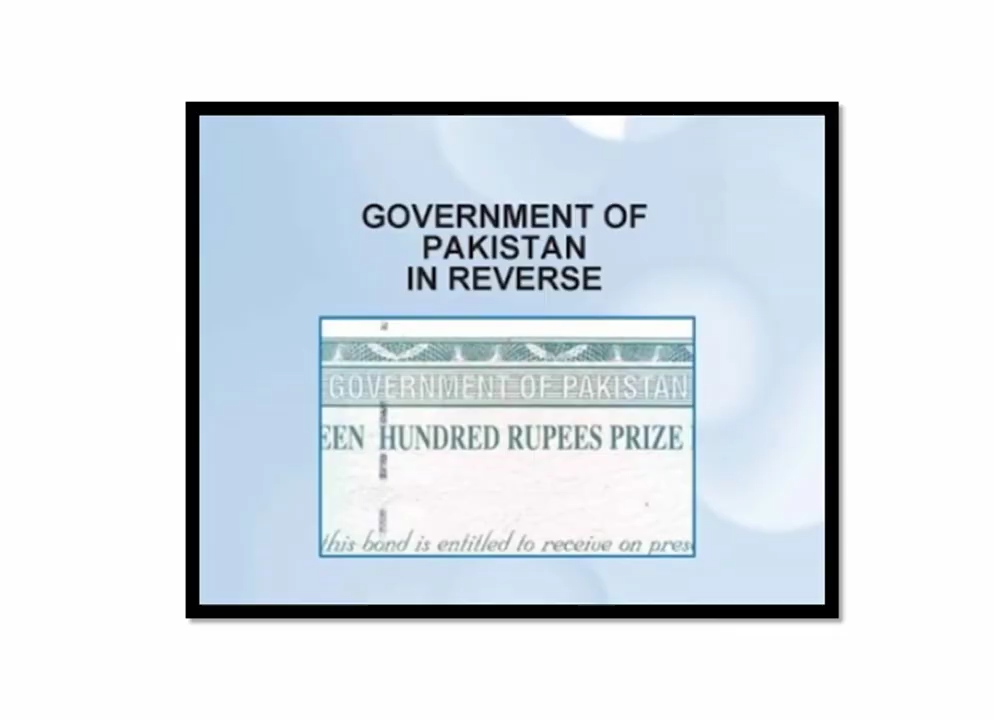 GOVERNMENT OF
PAKISTAN
IN REVERSE
GOVERNMENT OF PAKISTAN
EEN HUNDRED RUPEES PRIZE
this bond is entitled to receive on pres